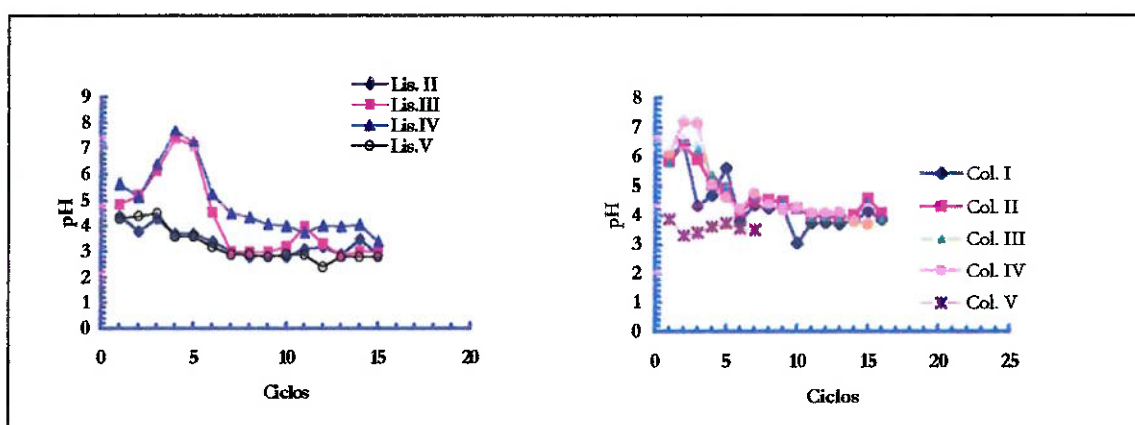 Lis. II
Lis.III
Lis.IV
Lis.V
pH
9
8
7
6
5
4
3
2
1
0
0 5 10 15 20
Ciclos
Col. I
Col. II
Col. III
Col. IV
Col. V
pH
8
7
6
5
4
3
2
1
0
0 5 10 15 20 25
Ciclos